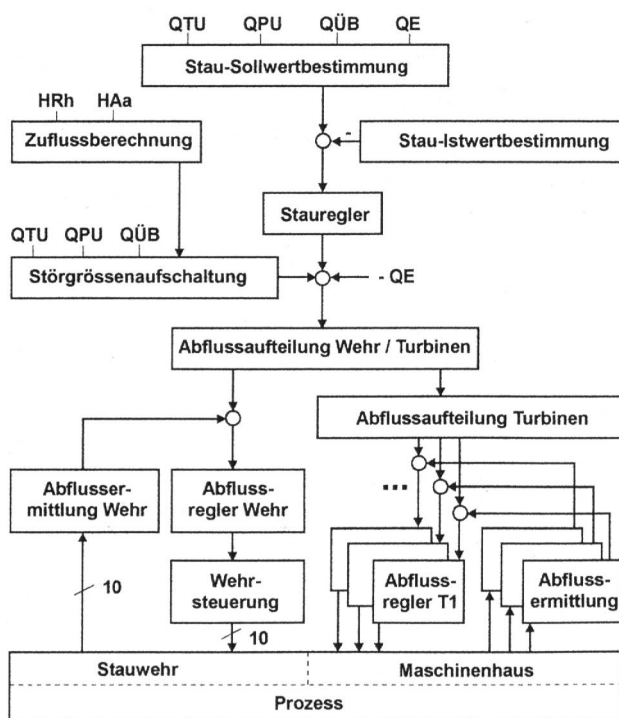 QTU QPU QÜB QE
Stau-Sollwertbestimmung
HRh HAa
Zuflussberechnung
-
Stau-Istwertbestimmung
Stauregler
QTU QPU QÜB
Störgrössenaufschaltung
- QE
Abflussaufteilung Wehr / Turbinen
Abflussaufteilung Turbinen
Abflusser-
mittlung Wehr
Abfluss-
regler Wehr
...
10
Wehr-
steuerung
Abfluss-
regler T1
Abfluss-
ermittlung
10
Stauwehr
Maschinenhaus
Prozess